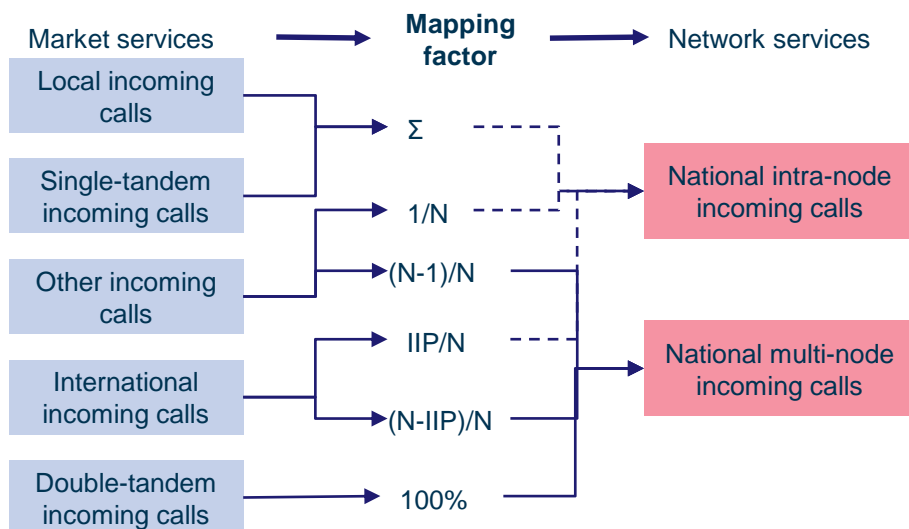 Market services
Mapping
factor
Network services
Local incoming
calls
Σ
Single-tandem
incoming calls
National intra-node
incoming calls
1/N
Other incoming
calls
(N-1)/N
IIP/N
National multi-node
incoming calls
International
incoming calls
(N-IIP)/N
Double-tandem
incoming calls
100%